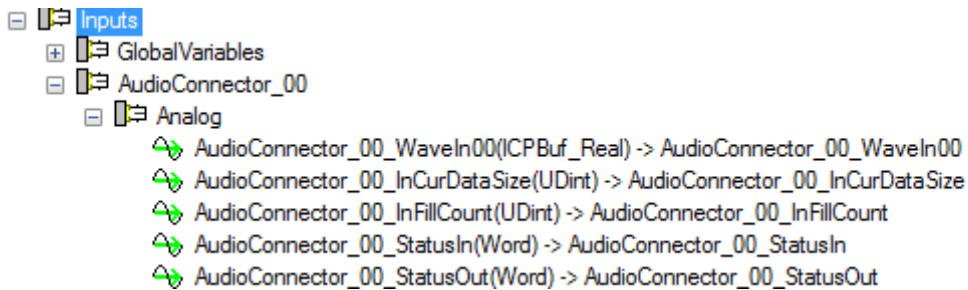 Inputs
GlobalVariables
AudioConnector_00
Analog
AudioConnector_00_WaveIn00(ICPBuf_Real) -> AudioConnector_00_WaveIn00
AudioConnector_00_InCurDataSize(UDint) -> AudioConnector_00_InCurDataSize
AudioConnector_00_InFillCount(UDint) -> AudioConnector_00_InFillCount
AudioConnector_00_StatusIn(Word) -> AudioConnector_00_StatusIn
AudioConnector_00_StatusOut(Word) -> AudioConnector_00_StatusOut